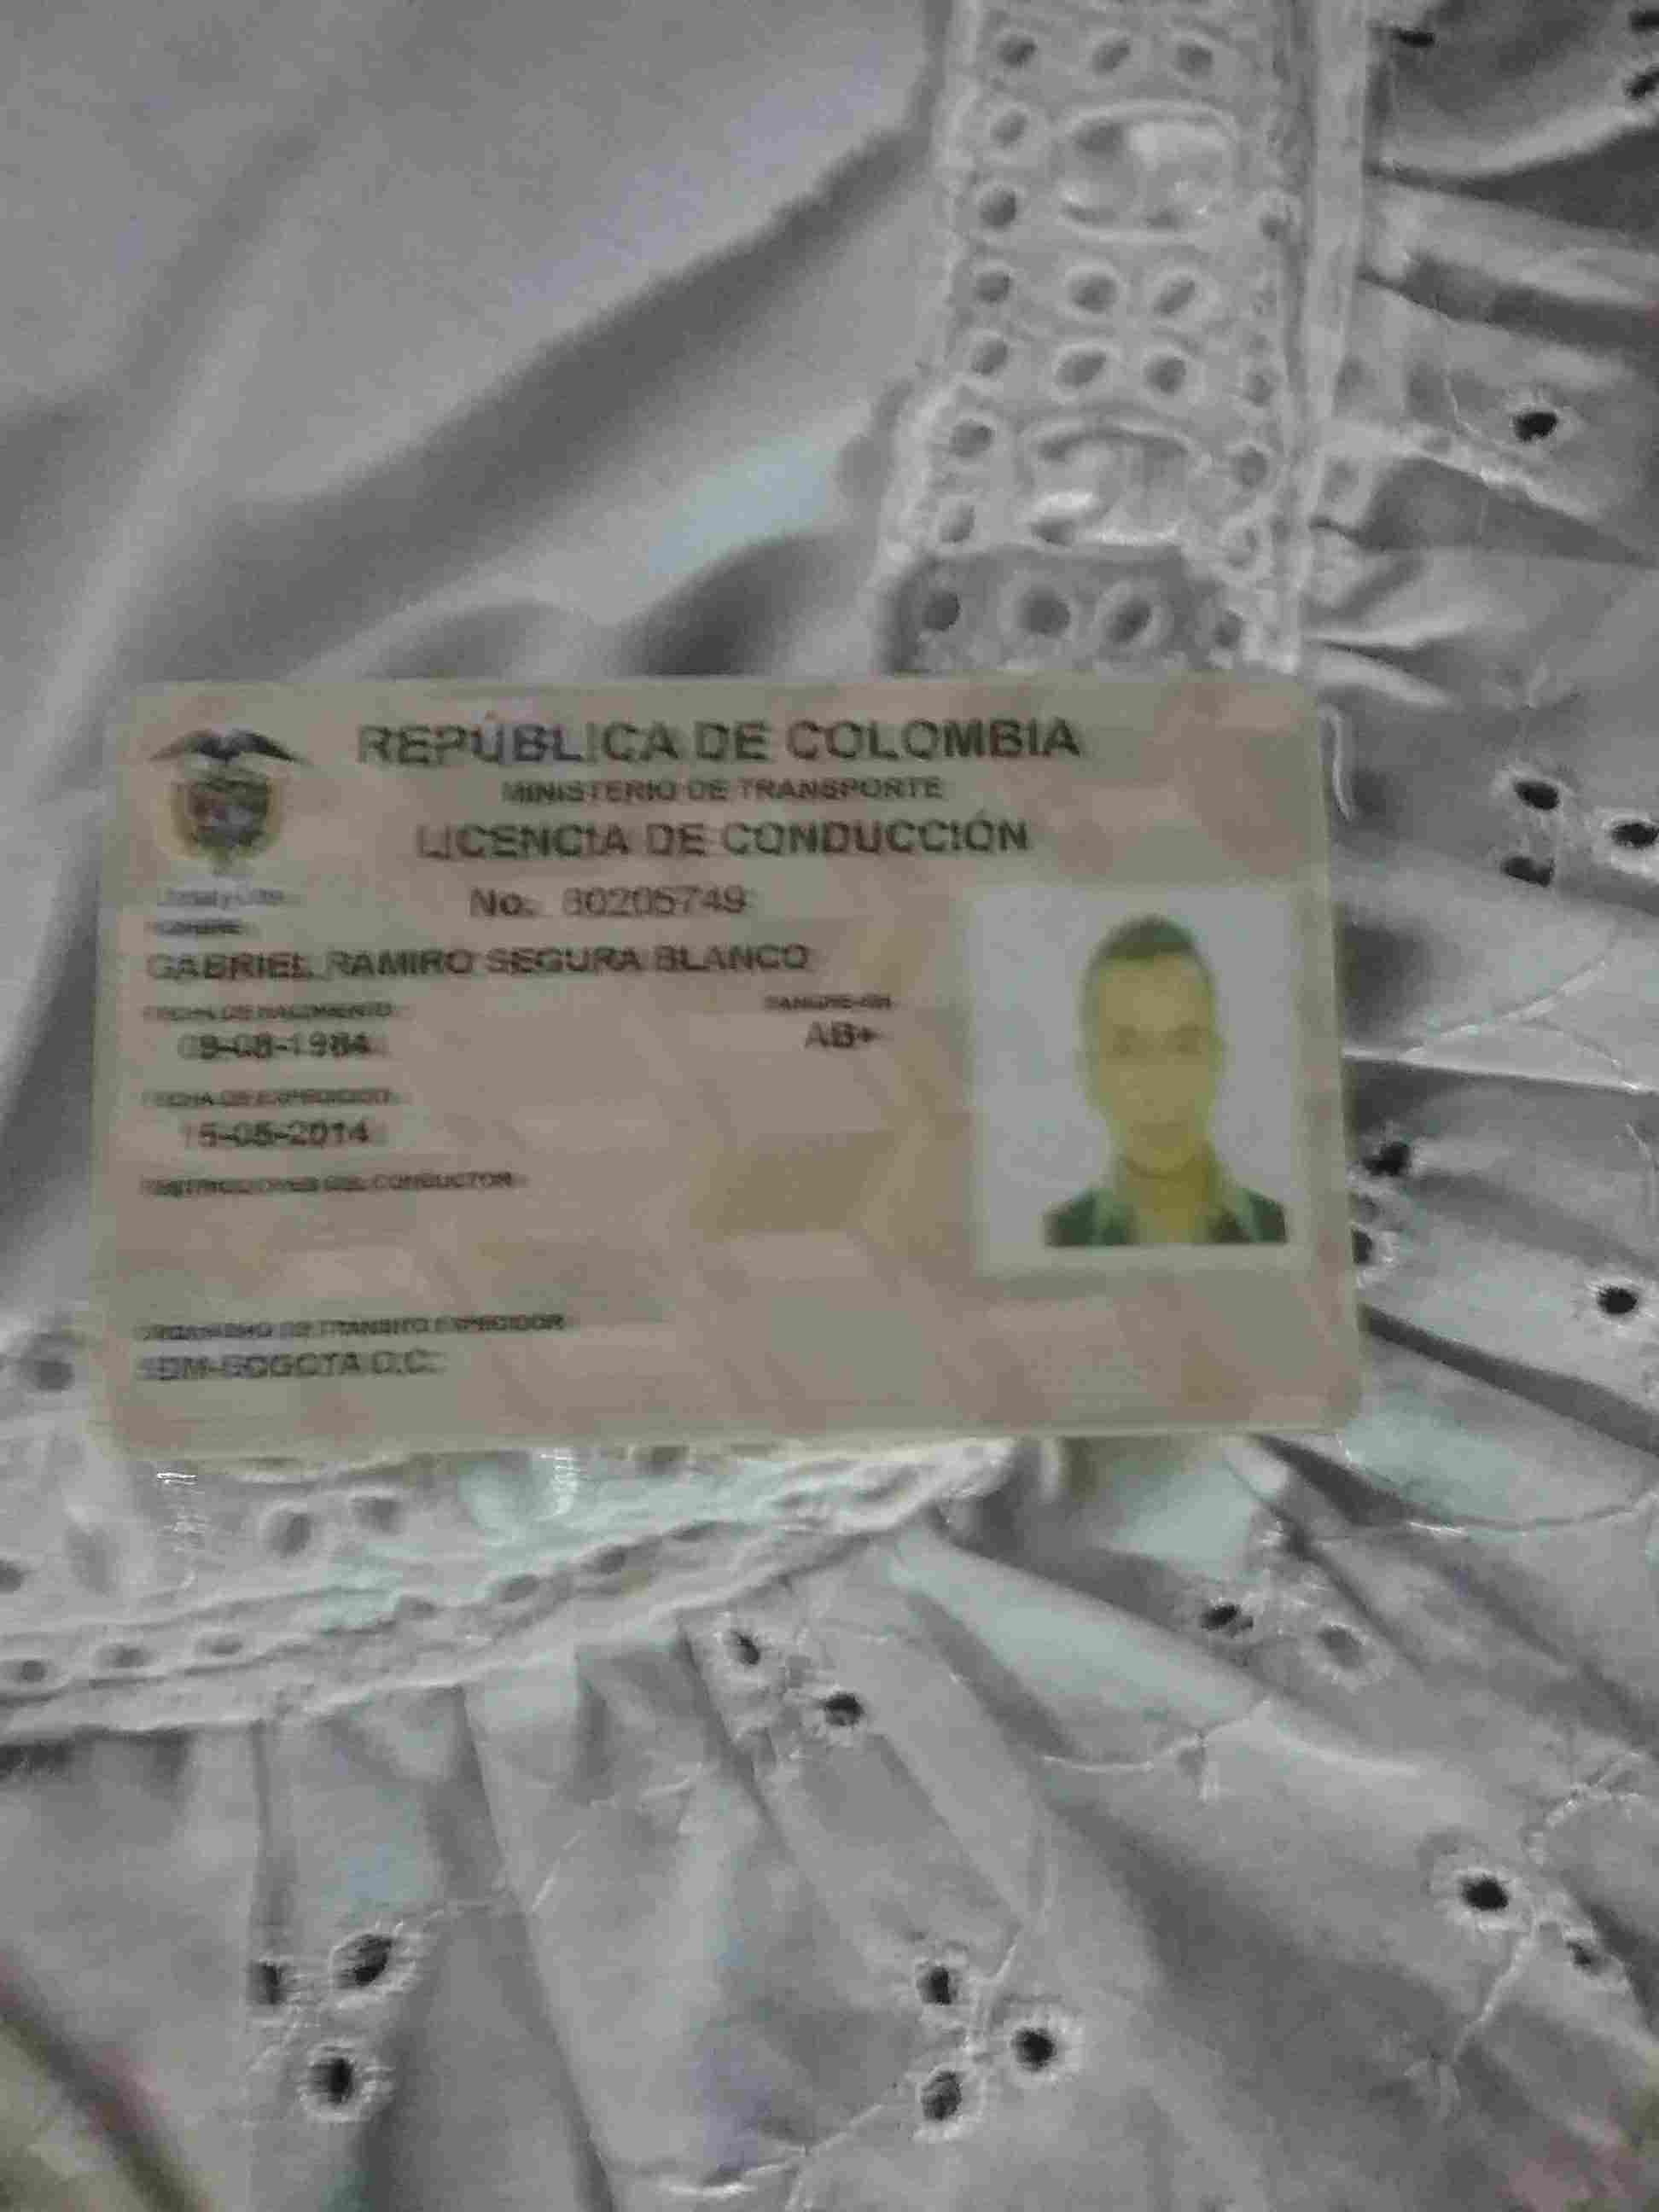 REPÚBLICA DE COLOMBIA
MINISTERIO DE TRANSPORTE
LICENCIA DE CONDUCCIÓN
Libertad y Orden
No. 80205749
NOMBRE
GABRIEL RAMIRO SEGURA BLANCO
FECHA DE NACIMIENTO
SANGRE-RH
09-08-1984
AB+
FECHA DE EXPEDICION
15-05-2014
RESTRICCIONES DEL CONDUCTOR
ORGANISMO DE TRANSITO EXPEDIDOR
SDM-BOGOTA D.C.